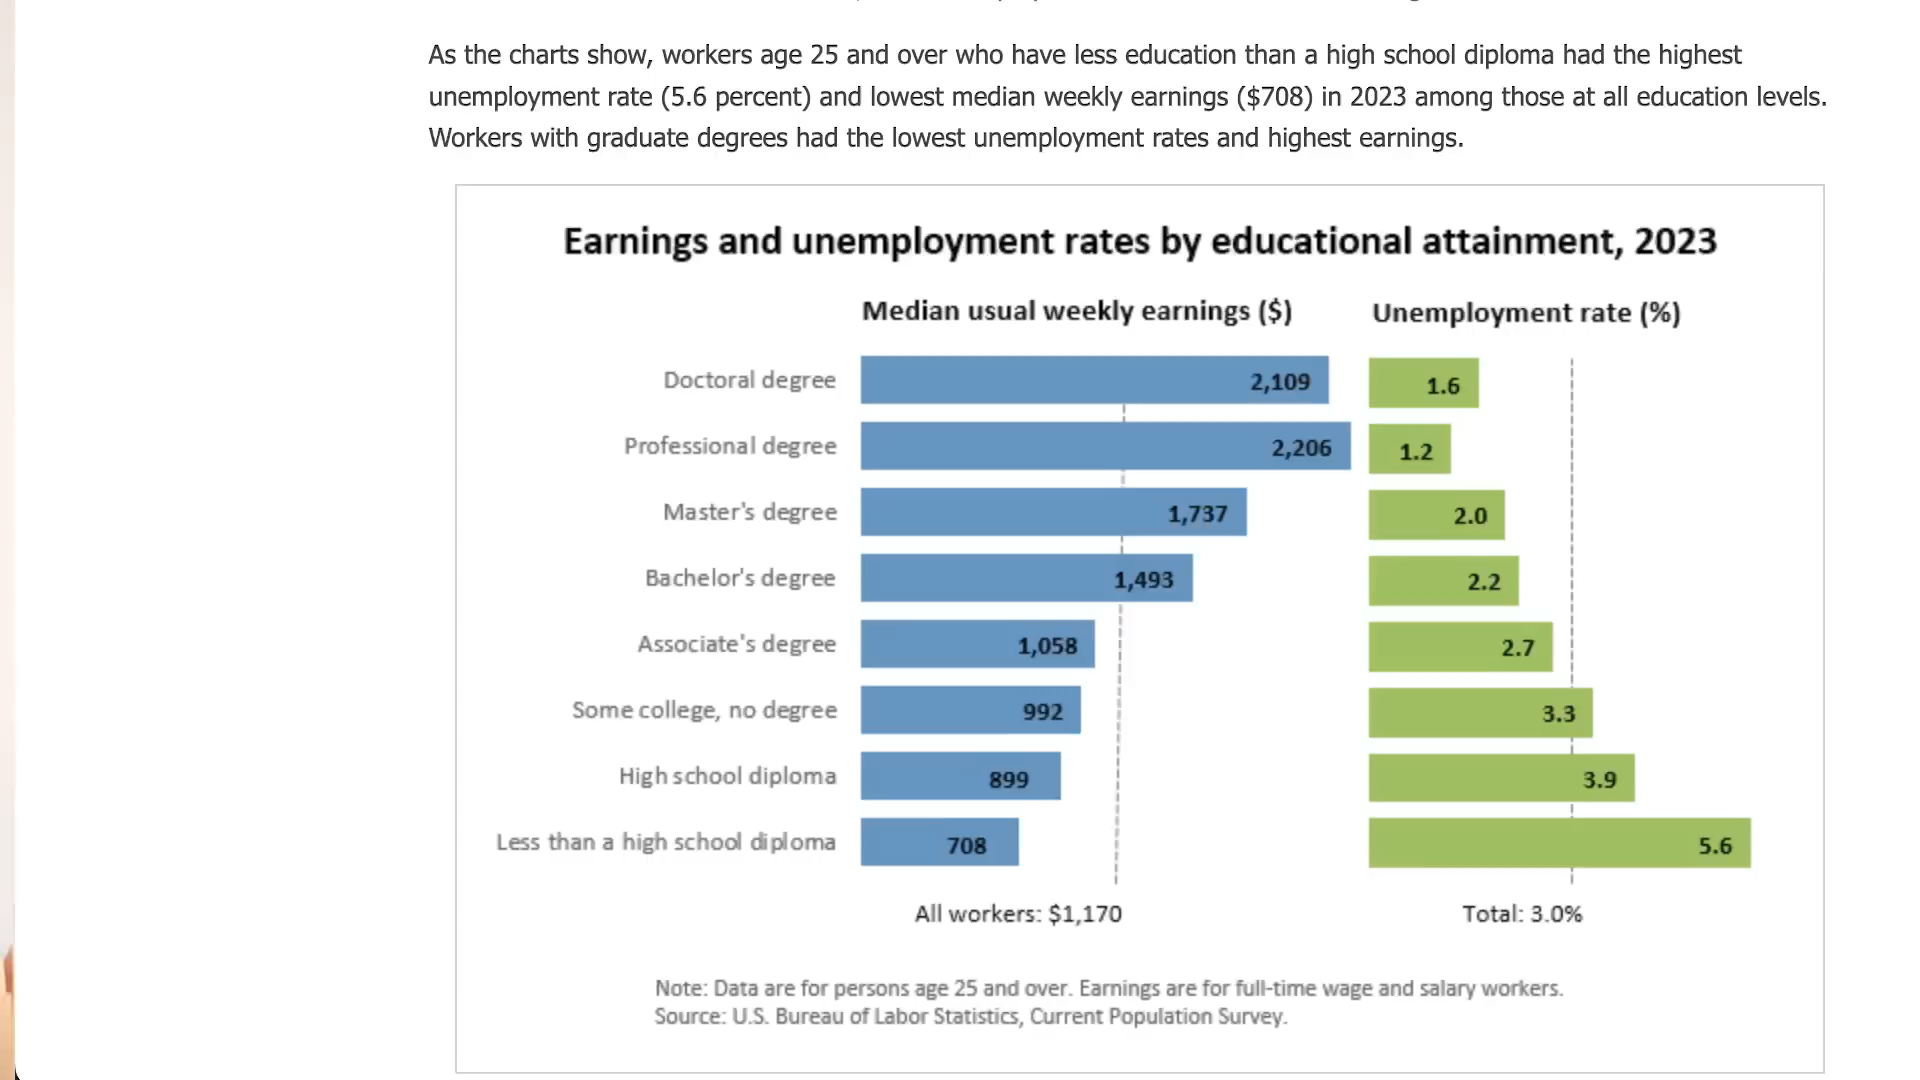 As the charts show, workers age 25 and over who have less education than a high school diploma had the highest
unemployment rate (5.6 percent) and lowest median weekly earnings ($708) in 2023 among those at all education levels.
Workers with graduate degrees had the lowest unemployment rates and highest earnings.
Earnings and unemployment rates by educational attainment, 2023
Median usual weekly earnings ($) Unemployment rate (%)
Doctoral degree 2,109 1.6
Professional degree 2,206 1.2
Master's degree 1,737 2.0
Bachelor's degree 1,493 2.2
Associate's degree 1,058 2.7
Some college, no degree 992 3.3
High school diploma 899 3.9
Less than a high school diploma 708 5.6
All workers: $1,170 Total: 3.0%
Note: Data are for persons age 25 and over. Earnings are for full-time wage and salary workers.
Source: U.S. Bureau of Labor Statistics, Current Population Survey.